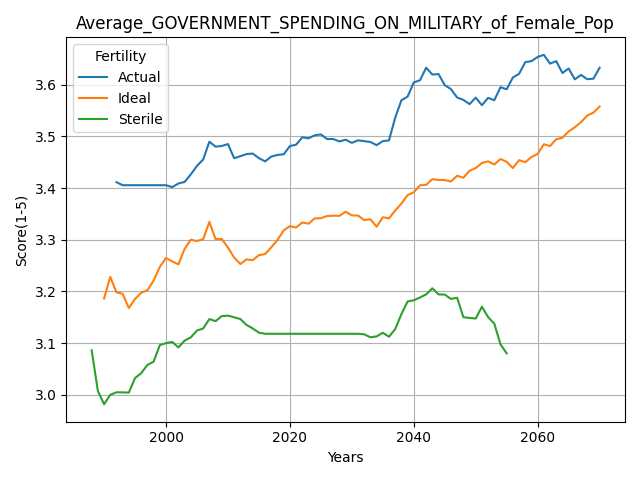 Average_GOVERNMENT_SPENDING_ON_MILITARY_of_Female_Pop
Fertility
Actual
Ideal
Sterile
Score(1-5)
3.6
3.5
3.4
3.3
3.2
3.1
3.0
2000 2020 2040 2060
Years